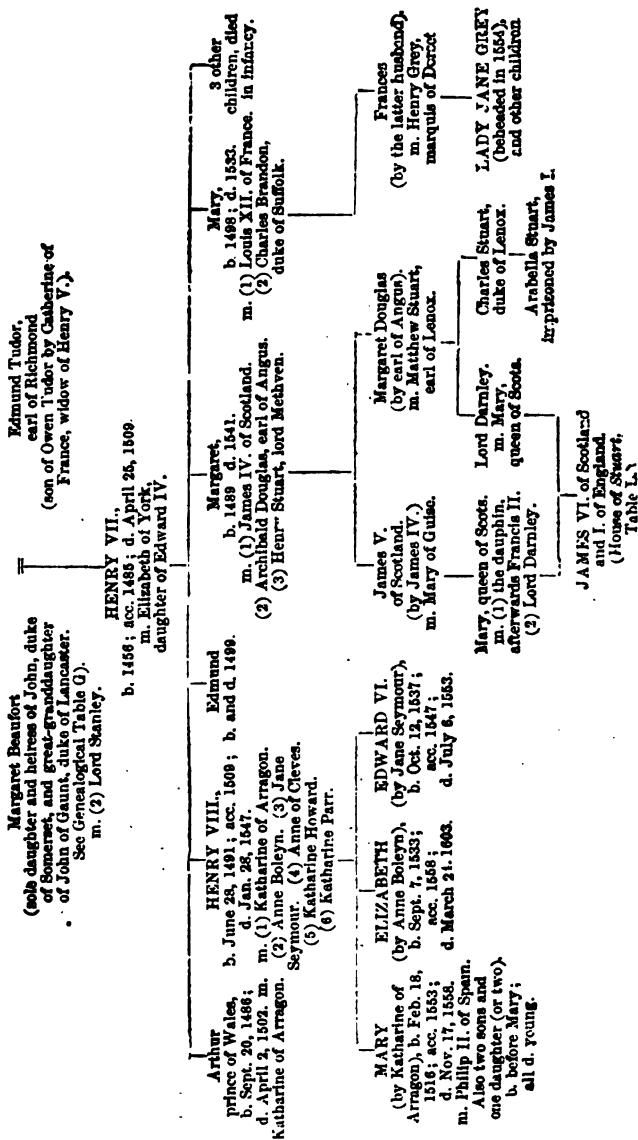 Margaret Beaufort
(sole daughter and heiress of John, duke
of Somerset, and great-granddaughter
of John of Gaunt, duke of Lancaster.
See Genealogical Table G).
m. (2) Lord Stanley.
Edmund Tudor,
earl of Richmond
(son of Owen Tudor by Catherine of
France, widow of Henry V.),
HENRY VII.,
b. 1456; acc. 1485; d. April 25, 1509.
m. Elizabeth of York,
daughter of Edward IV.
Arthur
prince of Wales,
b. Sept. 20, 1486;
d. April 2, 1502. m.
Katharine of Arragon.
HENRY VIII.,
b. June 28, 1491; acc. 1509;
d. Jan. 28, 1547.
m. (1) Katharine of Arragon.
(2) Anne Boleyn. (3) Jane
Seymour. (4) Anne of Cleves.
(5) Katharine Howard.
(6) Katharine Parr.
Edmund
b. and d. 1499.
Margaret,
b. 1489 d. 1541.
m. (1) James IV. of Scotland.
(2) Archibald Douglas, earl of Angus.
(3) Henry Stuart, lord Methven.
Mary,
b. 1498; d. 1533.
m. (1) Louis XII. of France.
(2) Charles Brandon,
duke of Suffolk.
3 other
children, died
in infancy.
MARY
(by Katharine of
Arragon), b. Feb. 18,
1516; acc. 1553;
d. Nov. 17, 1558.
m. Philip II. of Spain.
Also two sons and
one daughter (or two),
b. before Mary;
all d. young.
ELIZABETH
(by Anne Boleyn),
b. Sept. 7, 1533;
acc. 1558;
d. March 24. 1603.
EDWARD VI.
(by Jane Seymour),
b. Oct. 12, 1537;
acc. 1547;
d. July 6, 1553.
James V.
of Scotland.
(by James IV.)
m. Mary of Guise.
Margaret Douglas
(by earl of Angus).
m. Matthew Stuart,
earl of Lenox.
Frances
(by the latter husband).
m. Henry Grey,
marquis of Dorset
Mary, queen of Scots.
m. (1) the dauphin,
afterwards Francis II.
(2) Lord Darnley.
Lord Darnley.
m. Mary,
queen of Scots.
Charles Stuart,
duke of Lenox.
LADY JANE GREY
(beheaded in 1554),
and other children
Arabella Stuart,
imprisoned by James I.
JAMES VI. of Scotland
and I. of England.
(House of Stuart,
Table L.)